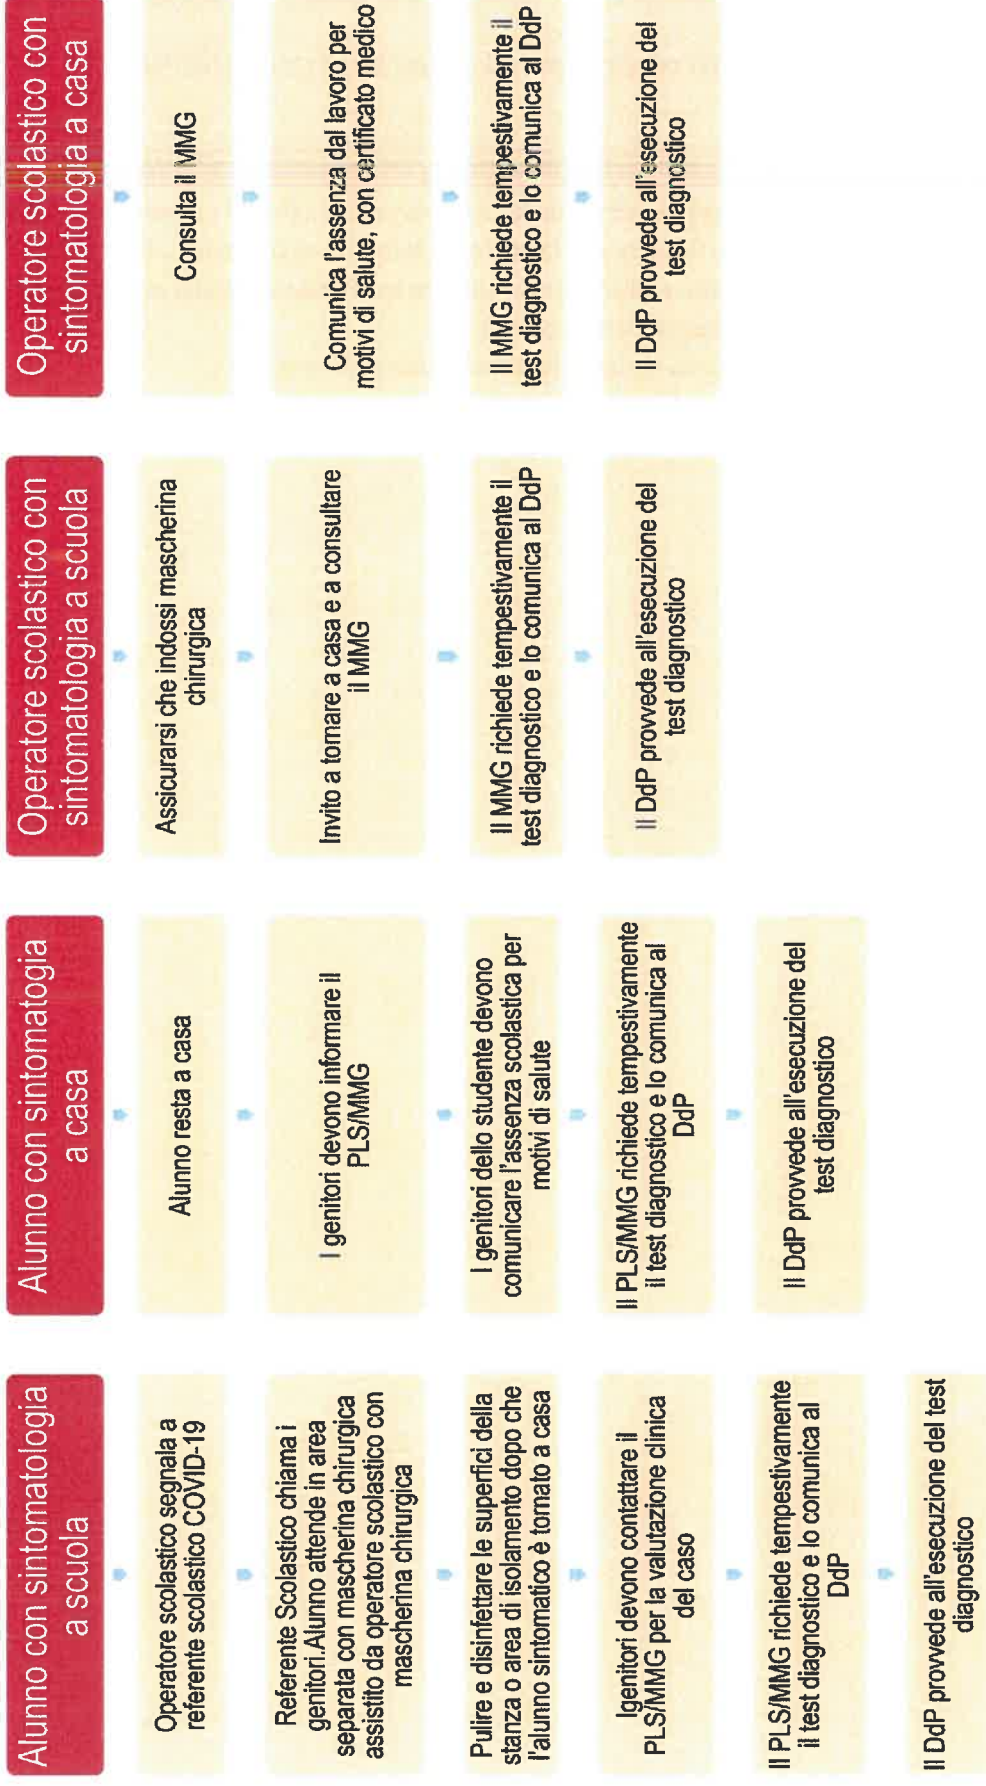 Alunno con sintomatologia
a scuola
Operatore scolastico segnala a
referente scolastico COVID-19
Referente Scolastico chiama i
genitori.Alunno attende in area
separata con mascherina chirurgica
assistito da operatore scolastico con
mascherina chirurgica
Pulire e disinfettare le superfici della
stanza o area di isolamento dopo che
l'alunno sintomatico è tornato a casa
Igenitori devono contattare il
PLS/MMG per la valutazione clinica
del caso
Il PLS/MMG richiede tempestivamente
il test diagnostico e lo comunica al
DdP
Il DdP provvede all'esecuzione del test
diagnostico
Alunno con sintomatogia
a casa
Alunno resta a casa
I genitori devono informare il
PLS/MMG
I genitori dello studente devono
comunicare l'assenza scolastica per
motivi di salute
Il PLS/MMG richiede tempestivamente
il test diagnostico e lo comunica al
DdP
Il DdP provvede all'esecuzione del
test diagnostico
Operatore scolastico con
sintomatologia a scuola
Assicurarsi che indossi mascherina
chirurgica
Invito a tornare a casa e a consultare
il MMG
Il MMG richiede tempestivamente il
test diagnostico e lo comunica al DdP
Il DdP provvede all'esecuzione del
test diagnostico
Operatore scolastico con
sintomatologia a casa
Consulta il MMG
Comunica l'assenza dal lavoro per
motivi di salute, con certificato medico
Il MMG richiede tempestivamente il
test diagnostico e lo comunica al DdP
Il DdP provvede all'esecuzione del
test diagnostico